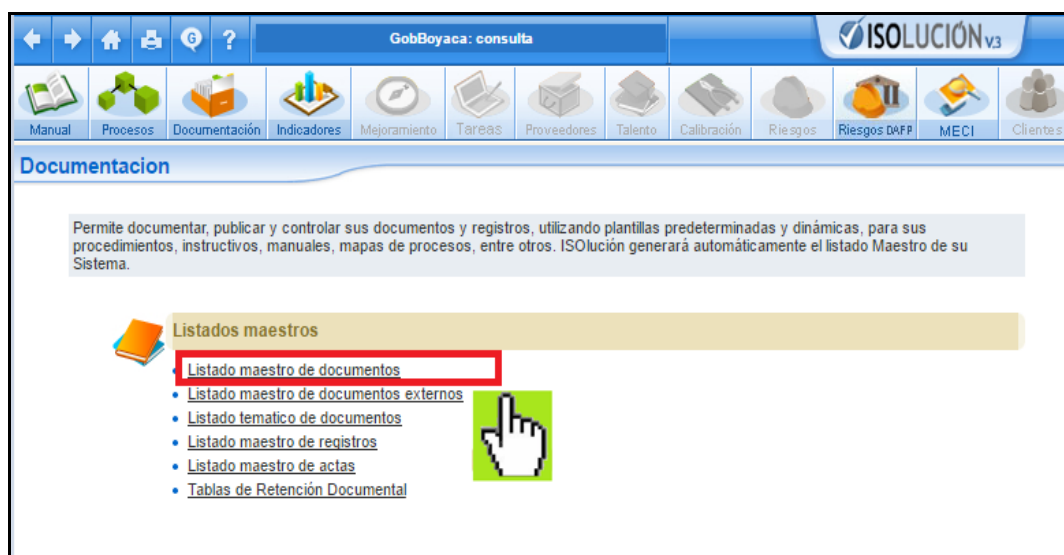 G ? GobBoyaca: consulta ISOLUCIÓN V3
Manual Procesos Documentación Indicadores Mejoramiento Tareas Proveedores Talento Calibración Riesgos Riesgos DAFP MECI Clientes
Documentacion
Permite documentar, publicar y controlar sus documentos y registros, utilizando plantillas predeterminadas y dinámicas, para sus
procedimientos, instructivos, manuales, mapas de procesos, entre otros. ISOlución generará automáticamente el listado Maestro de su
Sistema.
Listados maestros
Listado maestro de documentos
Listado maestro de documentos externos
Listado tematico de documentos
Listado maestro de registros
Listado maestro de actas
Tablas de Retención Documental